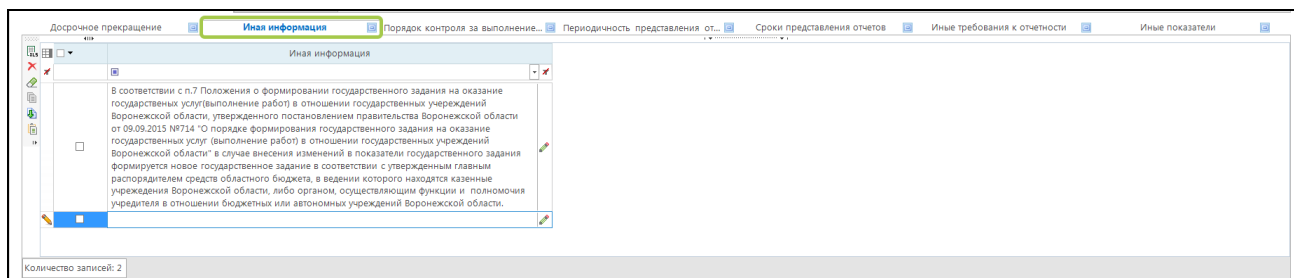 Досрочное прекращение
Иная информация
Порядок контроля за выполнение...
Периодичность представления от...
Сроки представления отчетов
Иные требования к отчетности
Иные показатели
Иная информация
В соответствии с п.7 Положения о формировании государственного задания на оказание
государственых услуг(выполнение работ) в отношении государственных учереждений
Воронежской области, утвержденного постановлением правительства Воронежской области
от 09.09.2015 №714 "О порядке формирования государственного задания на оказание
государственных услуг (выполнение работ) в отношении государственных учреждений
Воронежской области" в случае внесения изменений в показатели государственного задания
формируется новое государственное задание в соответствии с утвержденным главным
распорядителем средств областного бюджета, в ведении которого находятся казенные
учреждедения Воронежской области, либо органом, осуществляющим функции и полномочия
учредителя в отношении бюджетных или автономных учреждений Воронежской области.
Количество записей: 2